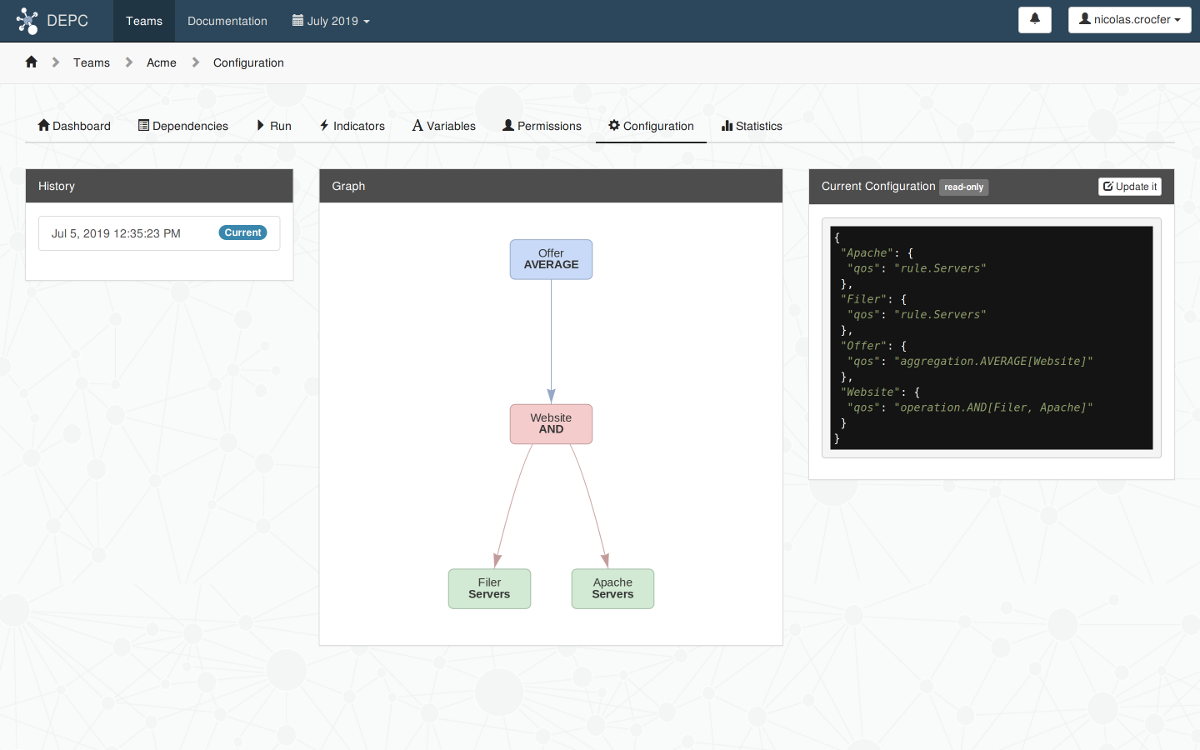 DEPC
Teams
Documentation
July 2019
nicolas.crocfer
Teams
Acme
Configuration
Dashboard
Dependencies
Run
Indicators
Variables
Permissions
Configuration
Statistics
History
Jul 5, 2019 12:35:23 PM
Current
Graph
Offer
AVERAGE
Website
AND
Filer
Servers
Apache
Servers
Current Configuration
read-only
Update it
{
"Apache": {
"qos": "rule.Servers"
},
"Filer": {
"qos": "rule.Servers"
},
"Offer": {
"qos": "aggregation.AVERAGE[Website]"
},
"Website": {
"qos": "operation.AND[Filer, Apache]"
}
}